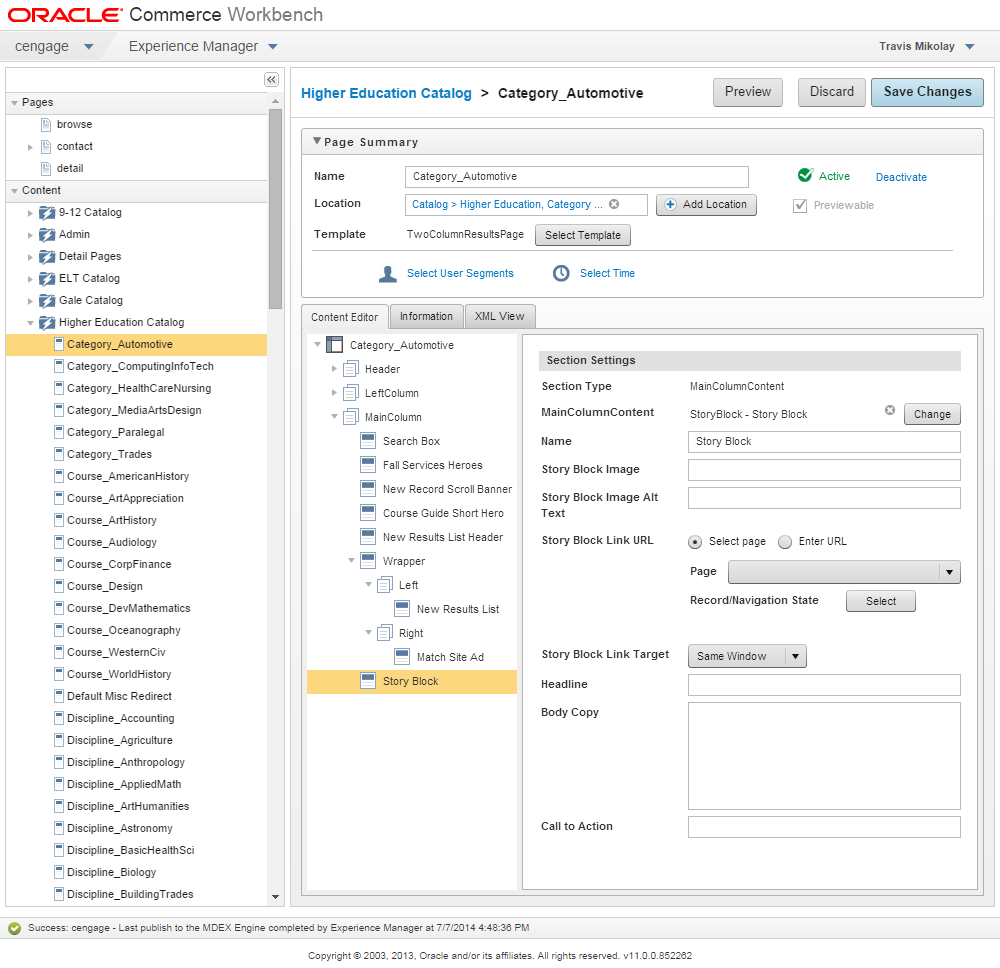 ORACLE Commerce Workbench
cengage Experience Manager Travis Mikolay
Pages
browse
contact
detail
Content
9-12 Catalog
Admin
Detail Pages
ELT Catalog
Gale Catalog
Higher Education Catalog
Category_Automotive
Category_ComputingInfoTech
Category_HealthCareNursing
Category_MediaArtsDesign
Category_Paralegal
Category_Trades
Course_AmericanHistory
Course_ArtAppreciation
Course_ArtHistory
Course_Audiology
Course_CorpFinance
Course_Design
Course_DevMathematics
Course_Oceanography
Course_WesternCiv
Course_WorldHistory
Default Misc Redirect
Discipline_Accounting
Discipline_Agriculture
Discipline_Anthropology
Discipline_AppliedMath
Discipline_ArtHumanities
Discipline_Astronomy
Discipline_BasicHealthSci
Discipline_Biology
Discipline_BuildingTrades
Higher Education Catalog > Category_Automotive Preview Discard Save Changes
Page Summary
Name Category_Automotive Active Deactivate
Location Catalog > Higher Education, Category ... Add Location Previewable
Template TwoColumnResultsPage Select Template
Select User Segments Select Time
Content Editor Information XML View
Category_Automotive
Header
LeftColumn
MainColumn
Search Box
Fall Services Heroes
New Record Scroll Banner
Course Guide Short Hero
New Results List Header
Wrapper
Left
New Results List
Right
Match Site Ad
Story Block
Section Settings
Section Type MainColumnContent
MainColumnContent StoryBlock - Story Block Change
Name Story Block
Story Block Image
Story Block Image Alt
Text
Story Block Link URL Select page Enter URL
Page
Record/Navigation State Select
Story Block Link Target Same Window
Headline
Body Copy
Call to Action
Success: cengage - Last publish to the MDEX Engine completed by Experience Manager at 7/7/2014 4:48:36 PM
Copyright © 2003, 2013, Oracle and/or its affiliates. All rights reserved. v11.0.0.852262